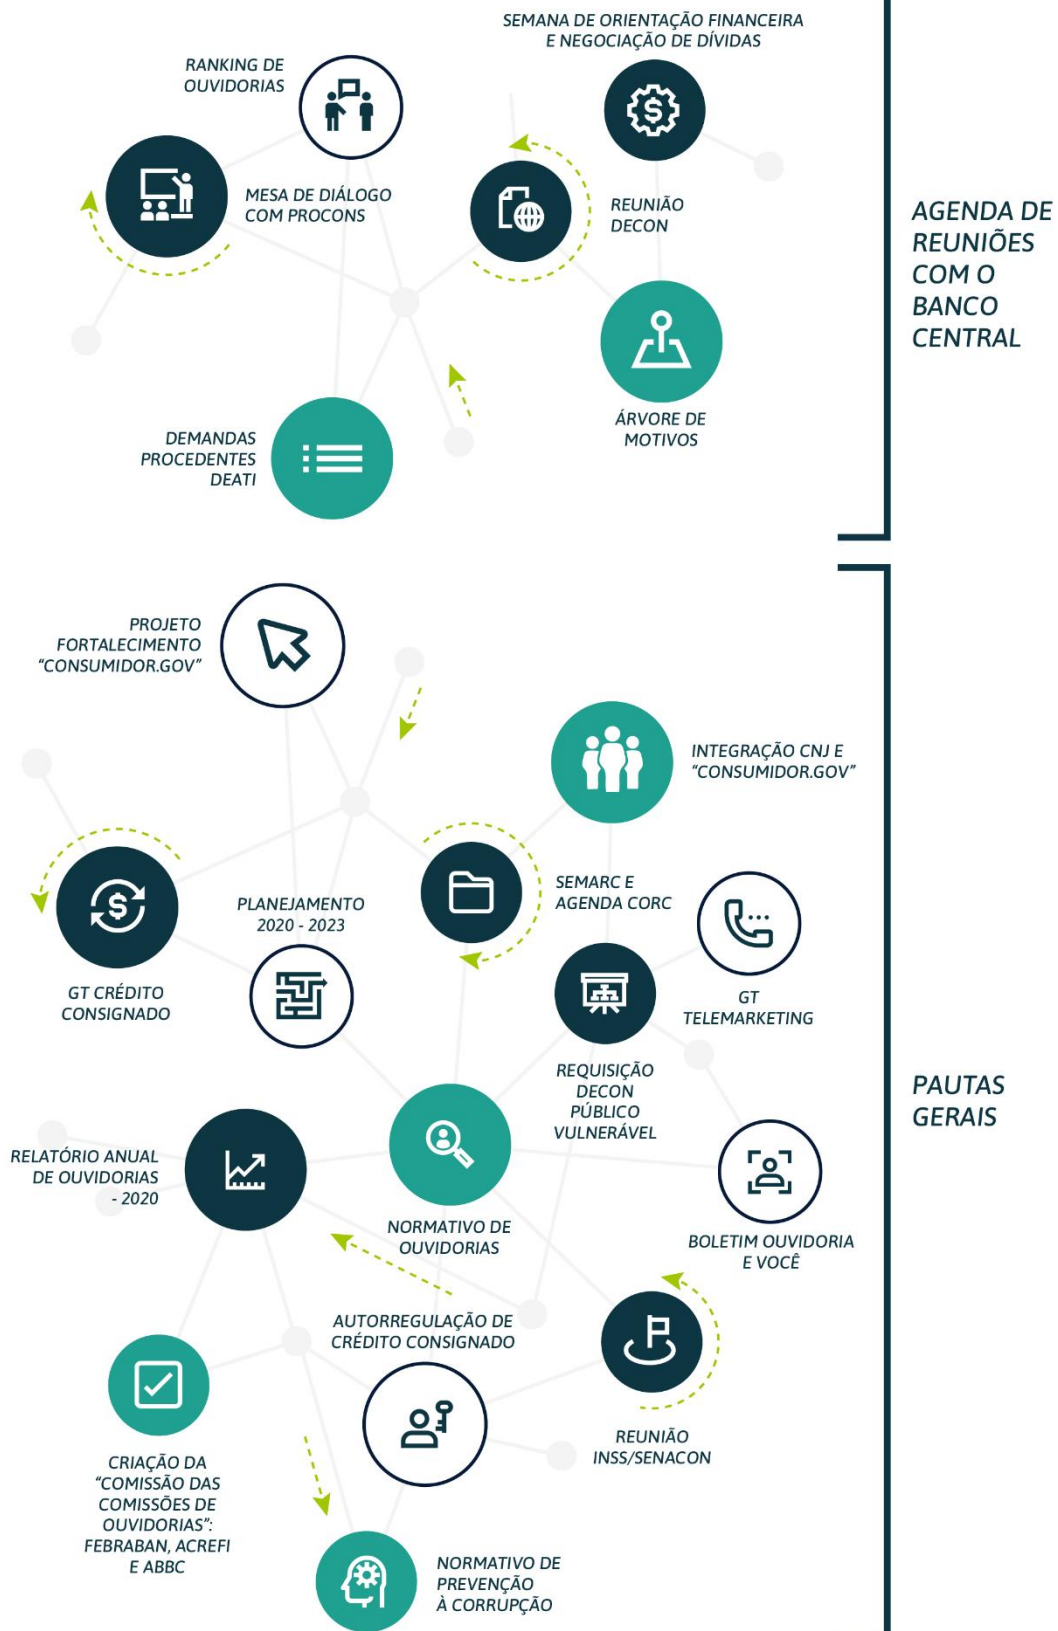 SEMANA DE ORIENTAÇÃO FINANCEIRA
E NEGOCIAÇÃO DE DÍVIDAS
RANKING DE
OUVIDORIAS
MESA DE DIÁLOGO
COM PROCONS
REUNIÃO
DECON
ÁRVORE DE
MOTIVOS
DEMANDAS
PROCEDENTES
DEATI
AGENDA DE
REUNIÕES
COM O
BANCO
CENTRAL
PROJETO
FORTALECIMENTO
“CONSUMIDOR.GOV”
INTEGRAÇÃO CNJ E
“CONSUMIDOR.GOV”
SEMARC E
AGENDA CORC
PLANEJAMENTO
2020 - 2023
GT CRÉDITO
CONSIGNADO
GT
TELEMARKETING
REQUISIÇÃO
DECON
PÚBLICO
VULNERÁVEL
PAUTAS
GERAIS
RELATÓRIO ANUAL
DE OUVIDORIAS
- 2020
NORMATIVO DE
OUVIDORIAS
BOLETIM OUVIDORIA
E VOCÊ
AUTORREGULAÇÃO DE
CRÉDITO CONSIGNADO
REUNIÃO
INSS/SENACON
CRIAÇÃO DA
“COMISSÃO DAS
COMISSÕES DE
OUVIDORIAS”:
FEBRABAN, ACREFI
E ABBC
NORMATIVO DE
PREVENÇÃO
À CORRUPÇÃO